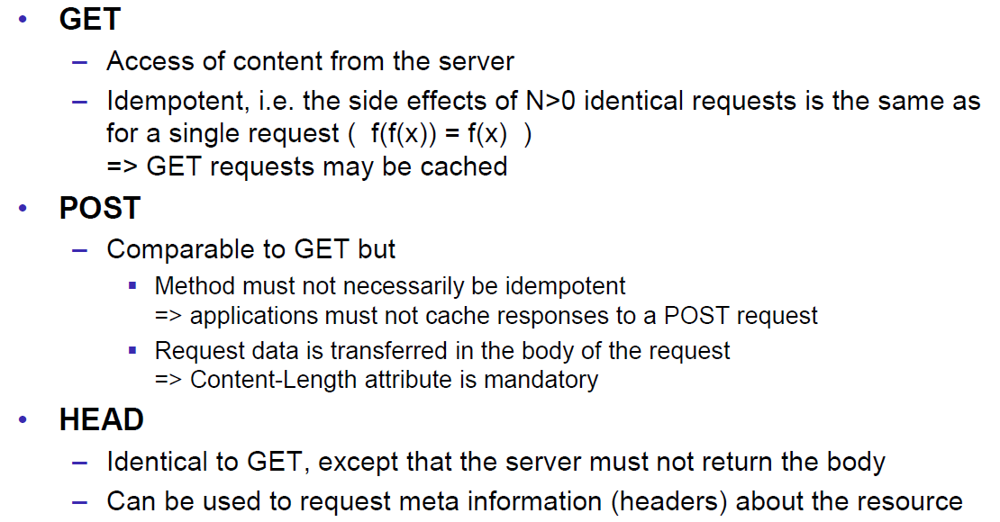 • GET
– Access of content from the server
– Idempotent, i.e. the side effects of N>0 identical requests is the same as
for a single request ( f(f(x)) = f(x) )
=> GET requests may be cached
• POST
– Comparable to GET but
▪ Method must not necessarily be idempotent
=> applications must not cache responses to a POST request
▪ Request data is transferred in the body of the request
=> Content-Length attribute is mandatory
• HEAD
– Identical to GET, except that the server must not return the body
– Can be used to request meta information (headers) about the resource